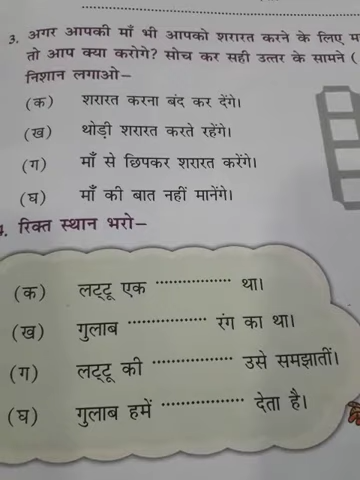 3. अगर आपकी माँ भी आपको शरारत करने के लिए
तो आप क्या करोगे? सोच कर सही उत्तर के सामने (
निशान लगाओ–
(क) शरारत करना बंद कर देंगे।
(ख) थोड़ी शरारत करते रहेंगे।
(ग) माँ से छिपकर शरारत करेंगे।
(घ) माँ की बात नहीं मानेंगे।
4. रिक्त स्थान भरो–
(क) लट्टू एक .................. था।
(ख) गुलाब .................. रंग का था।
(ग) लट्टू की .................. उसे समझातीं।
(घ) गुलाब हमें .................. देता है।